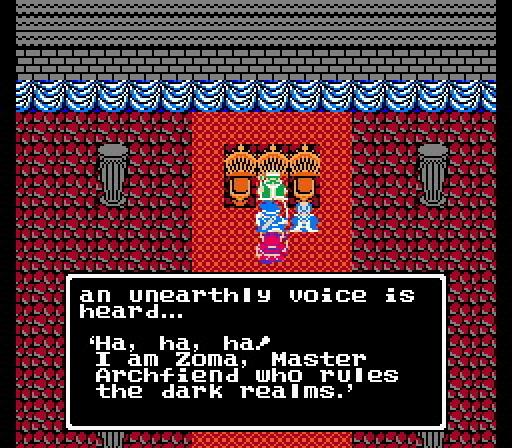 an unearthly voice is
heard...
‘Ha, ha, ha!
I am Zoma, Master
Archfiend who rules
the dark realms.’